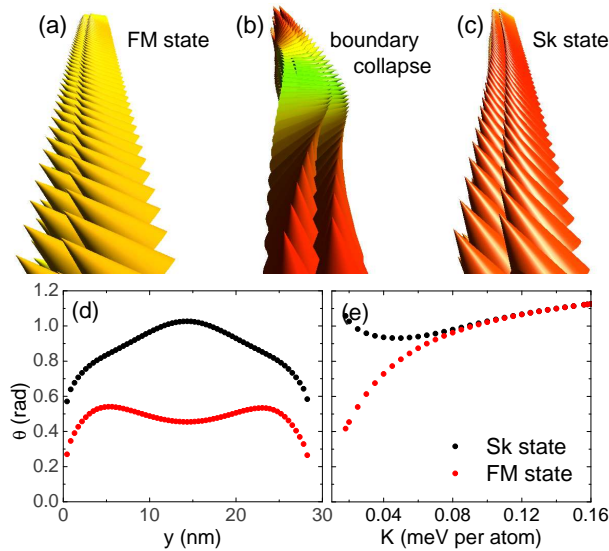 (a)
FM state
(b)
boundary
collapse
(c)
Sk state
(d)
(e)
1.2
1.0
0.8
0.6
0.4
0.2
0.0
θ (rad)
0 10 20 30
y (nm)
0.04 0.08 0.12 0.16
K (meV per atom)
Sk state
FM state